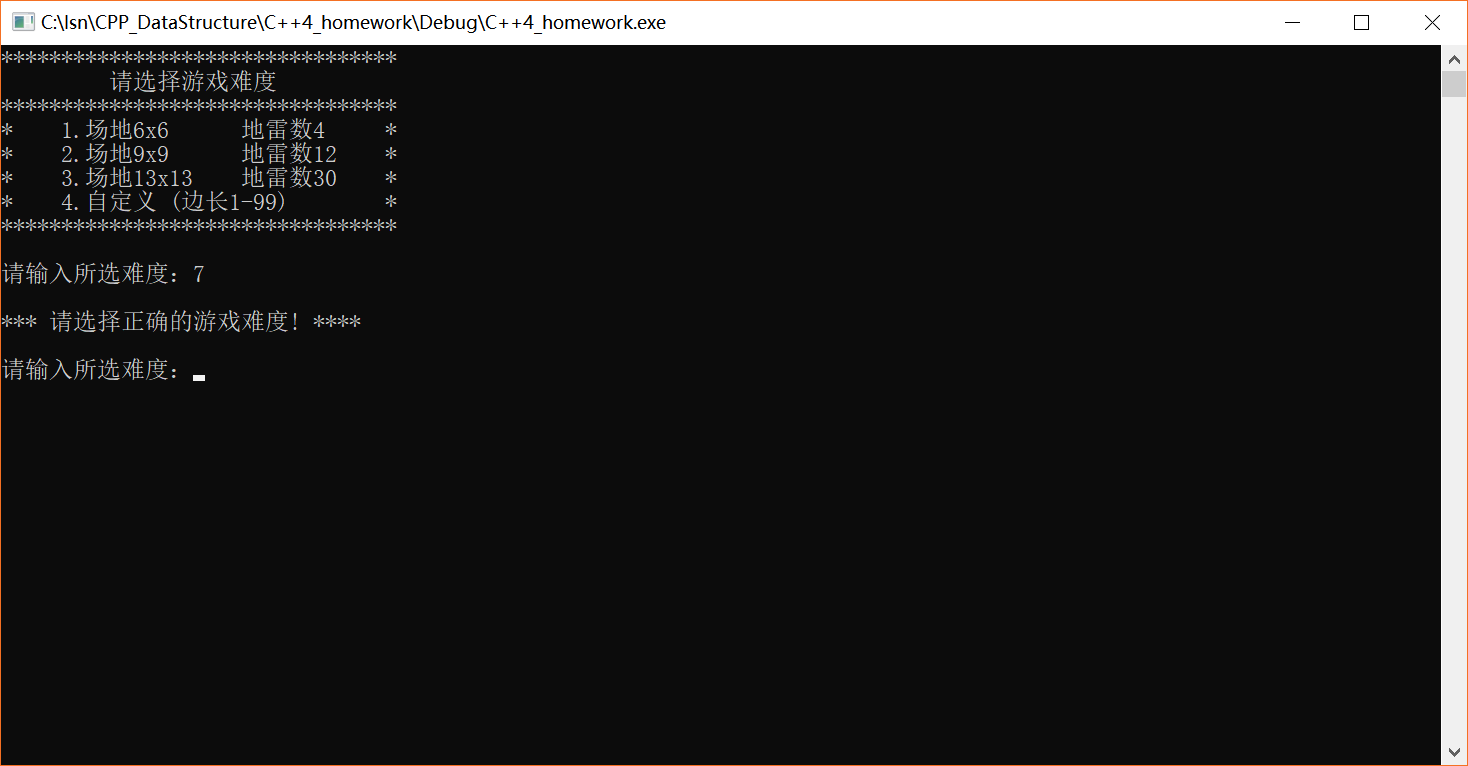 C:\lsn\CPP_DataStructure\C++4_homework\Debug\C++4_homework.exe
*********************************
请选择游戏难度
*********************************
*    1.场地6x6      地雷数4     *
*    2.场地9x9      地雷数12    *
*    3.场地13x13    地雷数30    *
*    4.自定义 (边长1-99)        *
*********************************
请输入所选难度：7
*** 请选择正确的游戏难度! ****
请输入所选难度：